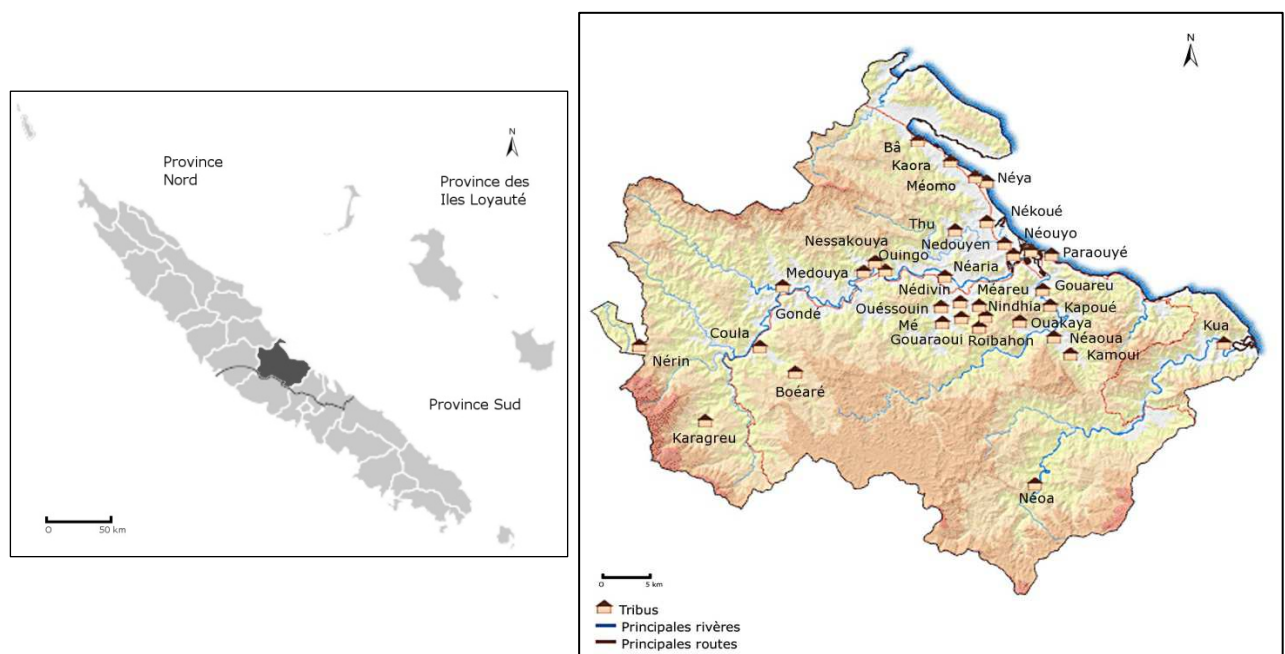 N
Province
Nord
Province des
Iles Loyauté
Province Sud
0 50 km
N
Bâ
Kaora
Méomo
Néya
Nékoué
Thu
Néouyo
Nedouyen
Paraouyé
Nessakouya
Ouingo
Medouya
Néaria
Nédivin
Méareu
Gouareu
Gondé
Ouéssouin
Nindhia
Kapoué
Mé
Ouakaya
Coula
Gouaraoui
Roibahon
Néaoua
Kua
Nérin
Kamoui
Boéaré
Karagreu
Néoa
0 5 km
Tribus
Principales rivères
Principales routes